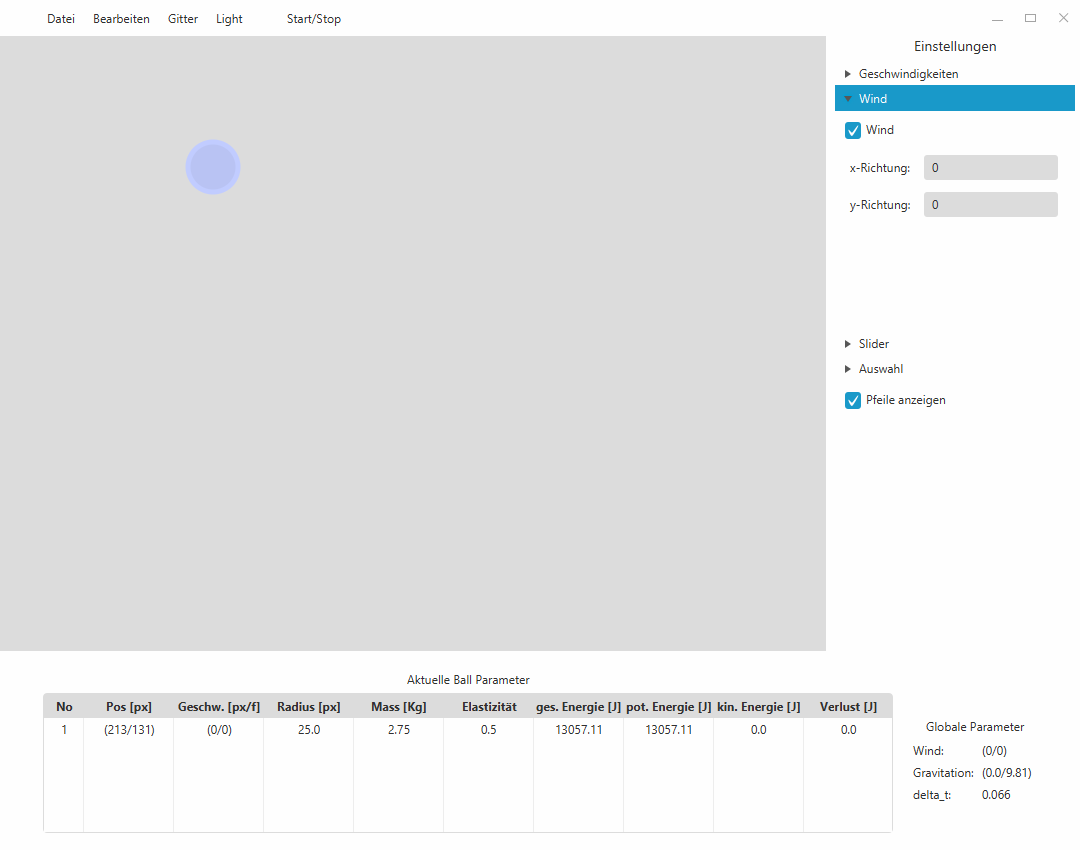 Datei Bearbeiten Gitter Light Start/Stop
Einstellungen
Geschwindigkeiten
Wind
Wind
x-Richtung: 0
y-Richtung: 0
Slider
Auswahl
Pfeile anzeigen
Aktuelle Ball Parameter
No Pos [px] Geschw. [px/f] Radius [px] Mass [Kg] Elastizität ges. Energie [J] pot. Energie [J] kin. Energie [J] Verlust [J]
1 (213/131) (0/0) 25.0 2.75 0.5 13057.11 13057.11 0.0 0.0
Globale Parameter
Wind: (0/0)
Gravitation: (0.0/9.81)
delta_t: 0.066